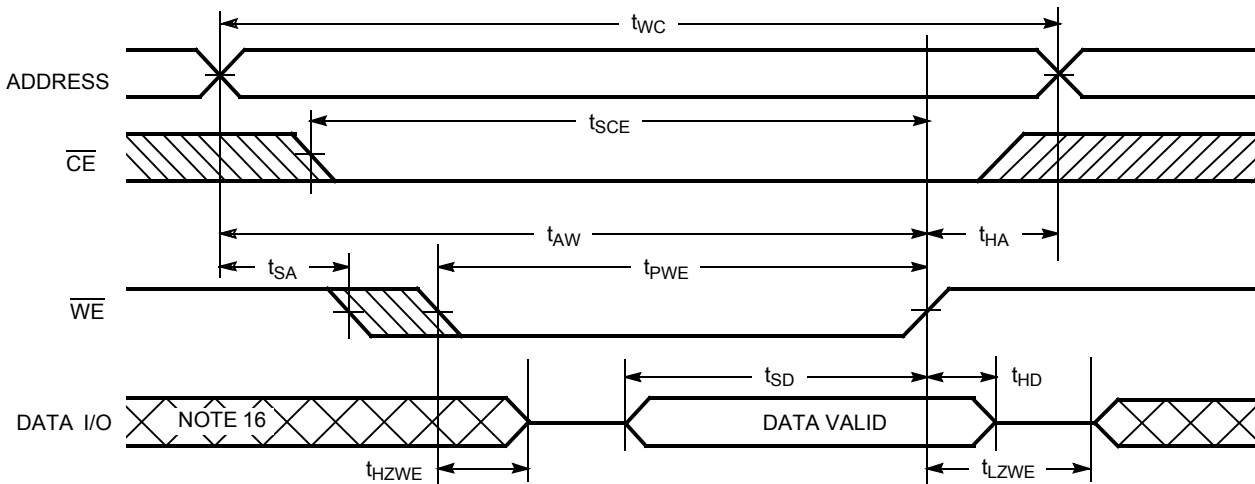 tWC
ADDRESS
tSCE
CE
tAW
tHA
tSA
tPWE
WE
tSD
tHD
DATA I/O
NOTE 16
DATA VALID
tHZWE
tLZWE